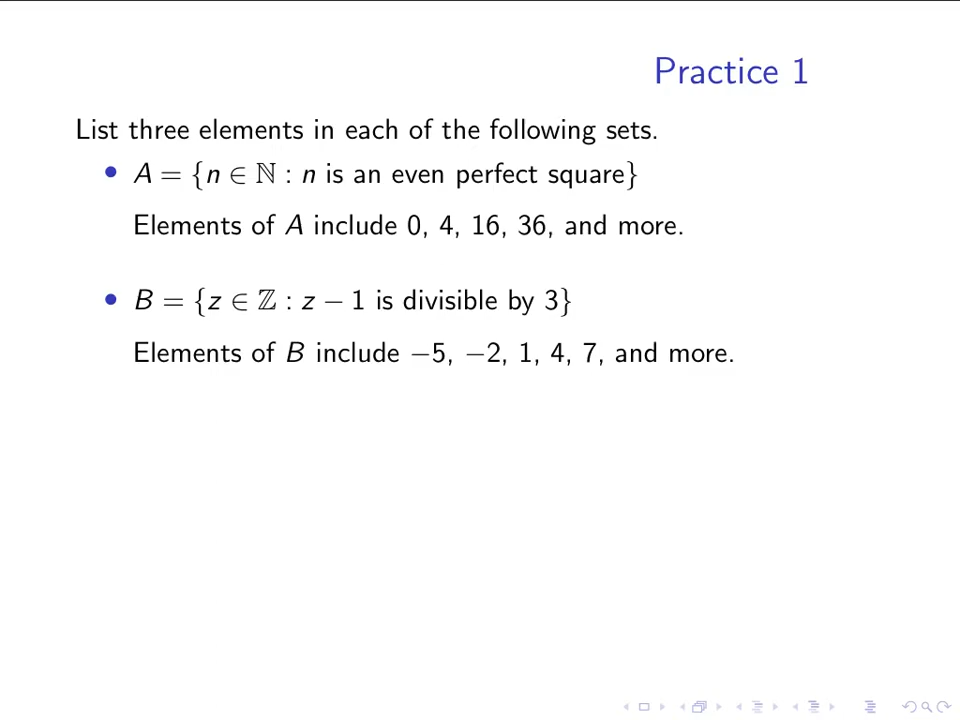 Practice 1
List three elements in each of the following sets.
• A = {n ∈ ℕ : n is an even perfect square}
Elements of A include 0, 4, 16, 36, and more.
• B = {z ∈ ℤ : z − 1 is divisible by 3}
Elements of B include −5, −2, 1, 4, 7, and more.